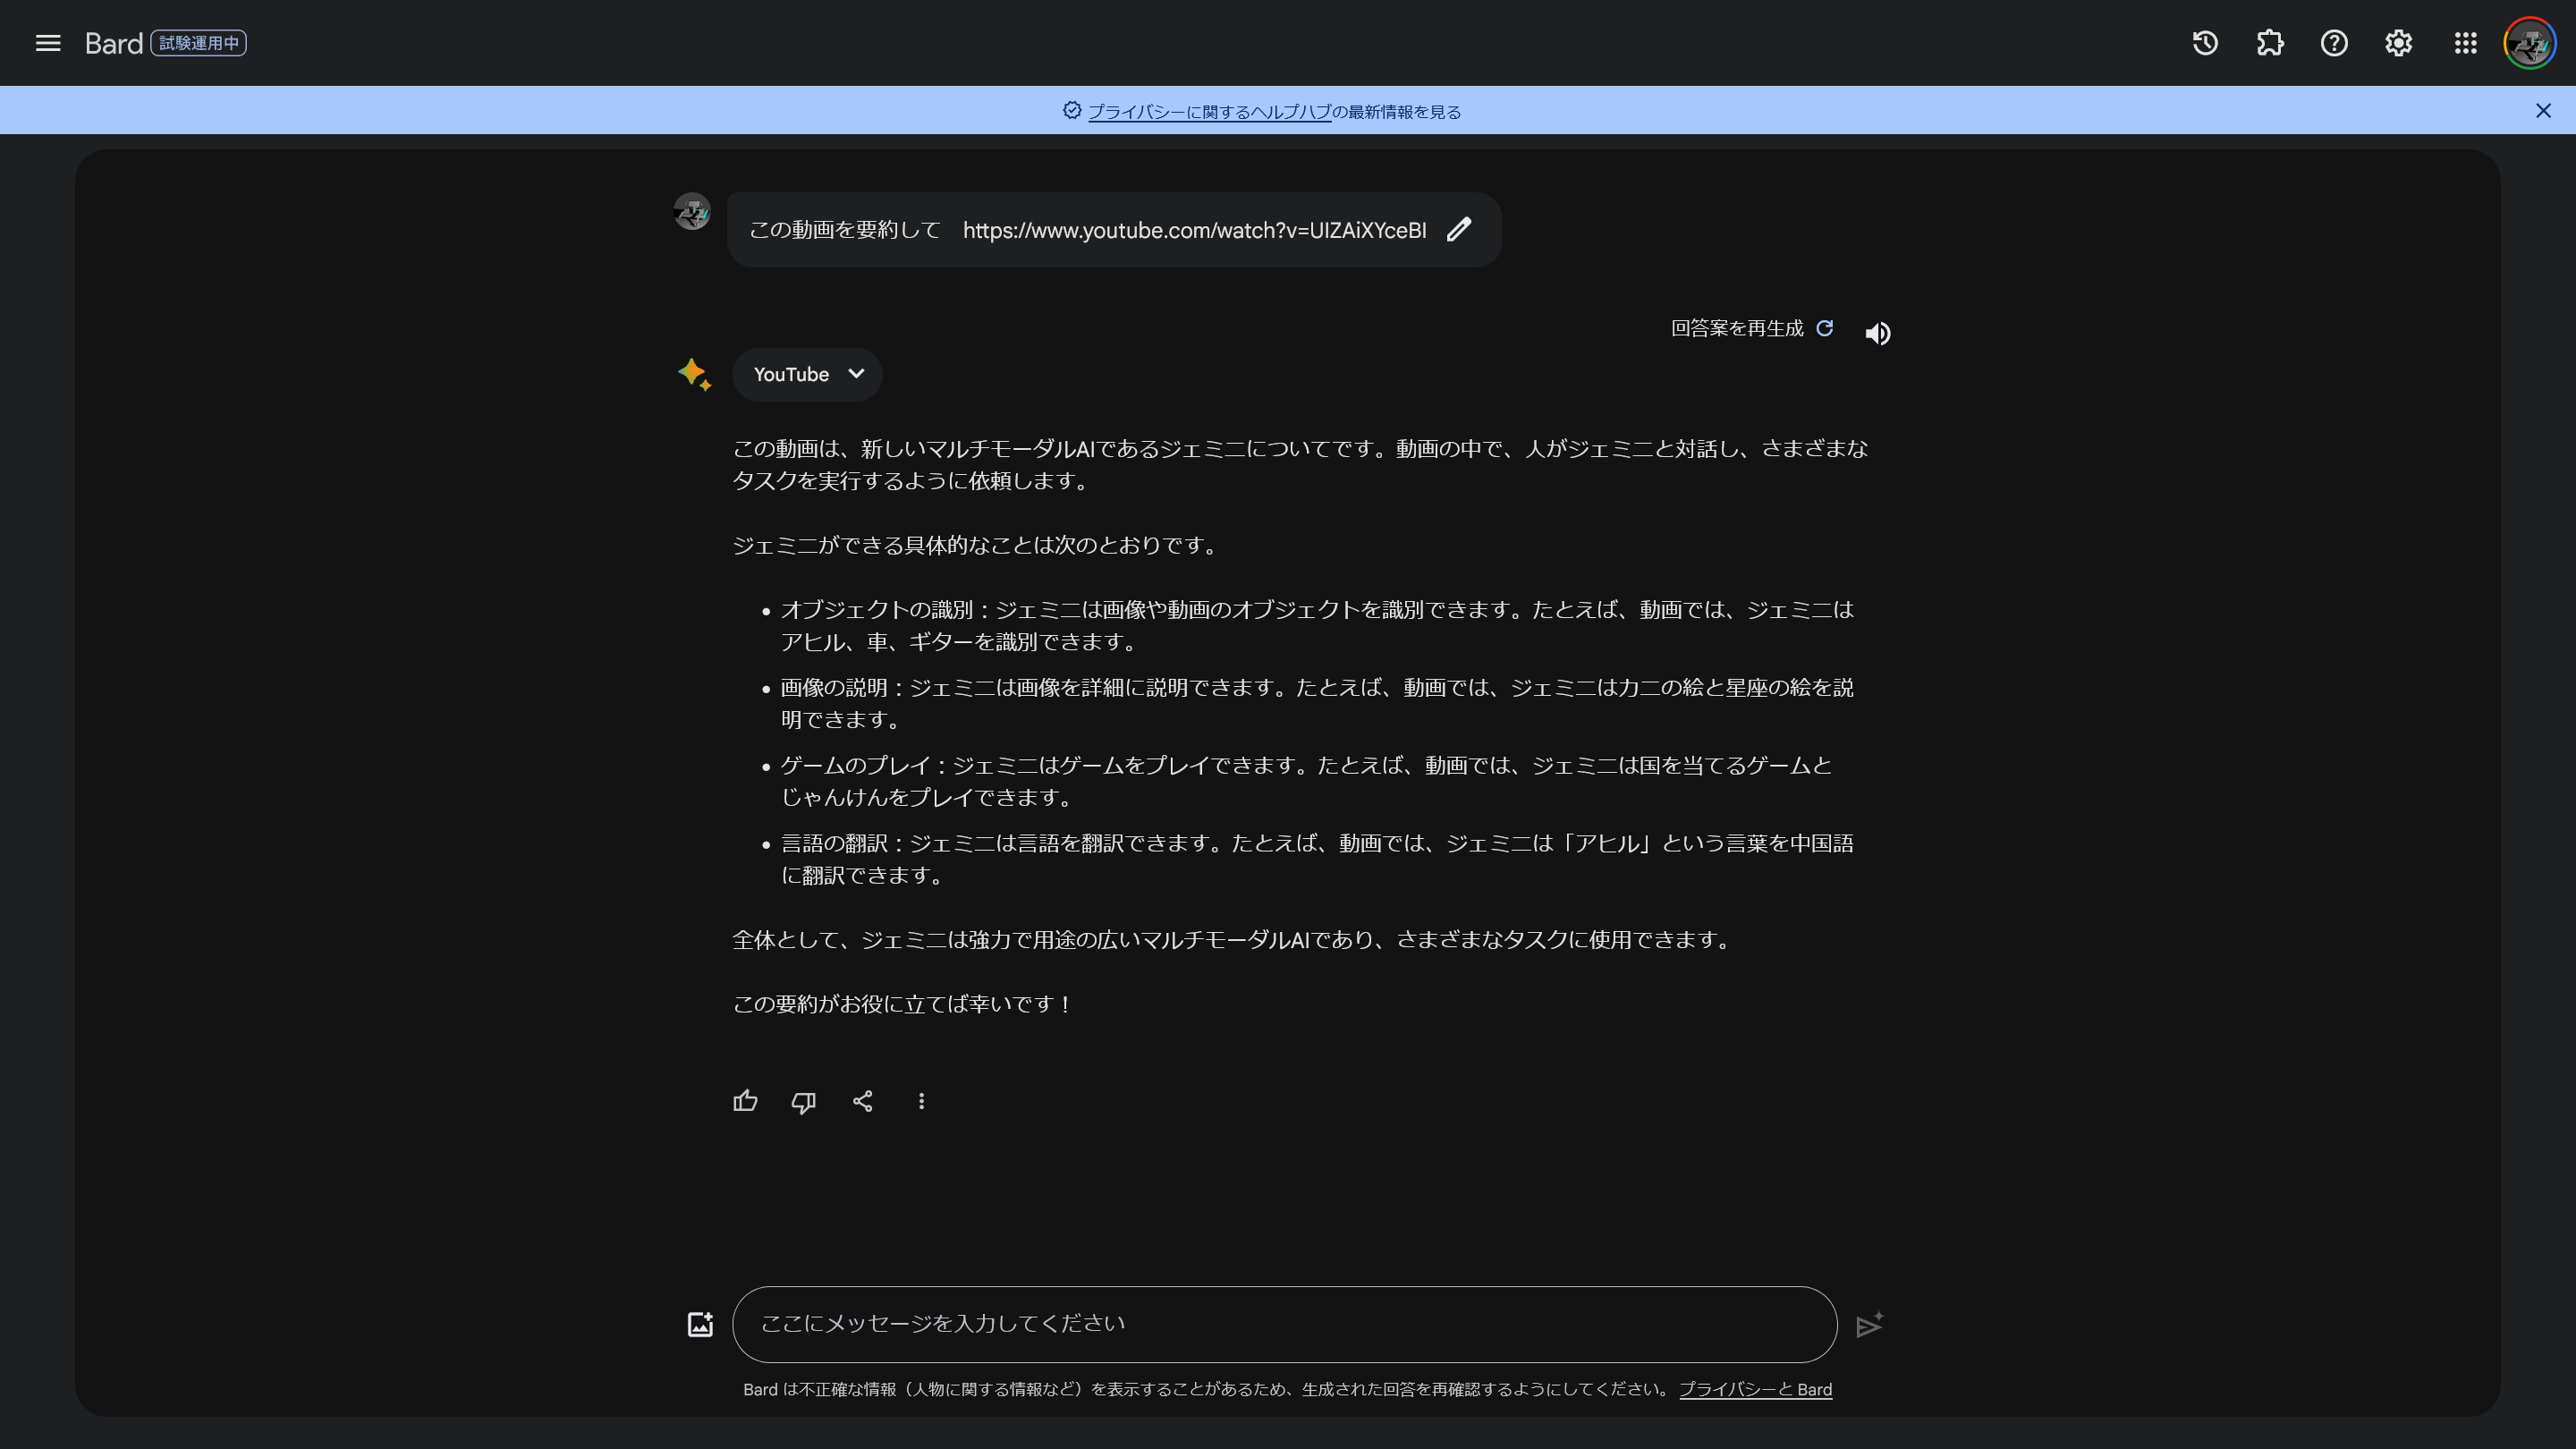 Bard 試験運用中
プライバシーに関するヘルプハブの最新情報を見る
この動画を要約して　https://www.youtube.com/watch?v=UIZAiXYceBI
回答案を再生成
YouTube
この動画は、新しいマルチモーダルAIであるジェミニについてです。動画の中で、人がジェミニと対話し、さまざまな
タスクを実行するように依頼します。
ジェミニができる具体的なことは次のとおりです。
• オブジェクトの識別：ジェミニは画像や動画のオブジェクトを識別できます。たとえば、動画では、ジェミニは
アヒル、車、ギターを識別できます。
• 画像の説明：ジェミニは画像を詳細に説明できます。たとえば、動画では、ジェミニはカニの絵と星座の絵を説
明できます。
• ゲームのプレイ：ジェミニはゲームをプレイできます。たとえば、動画では、ジェミニは国を当てるゲームと
じゃんけんをプレイできます。
• 言語の翻訳：ジェミニは言語を翻訳できます。たとえば、動画では、ジェミニは「アヒル」という言葉を中国語
に翻訳できます。
全体として、ジェミニは強力で用途の広いマルチモーダルAIであり、さまざまなタスクに使用できます。
この要約がお役に立てば幸いです！
ここにメッセージを入力してください
Bard は不正確な情報（人物に関する情報など）を表示することがあるため、生成された回答を再確認するようにしてください。 プライバシーと Bard